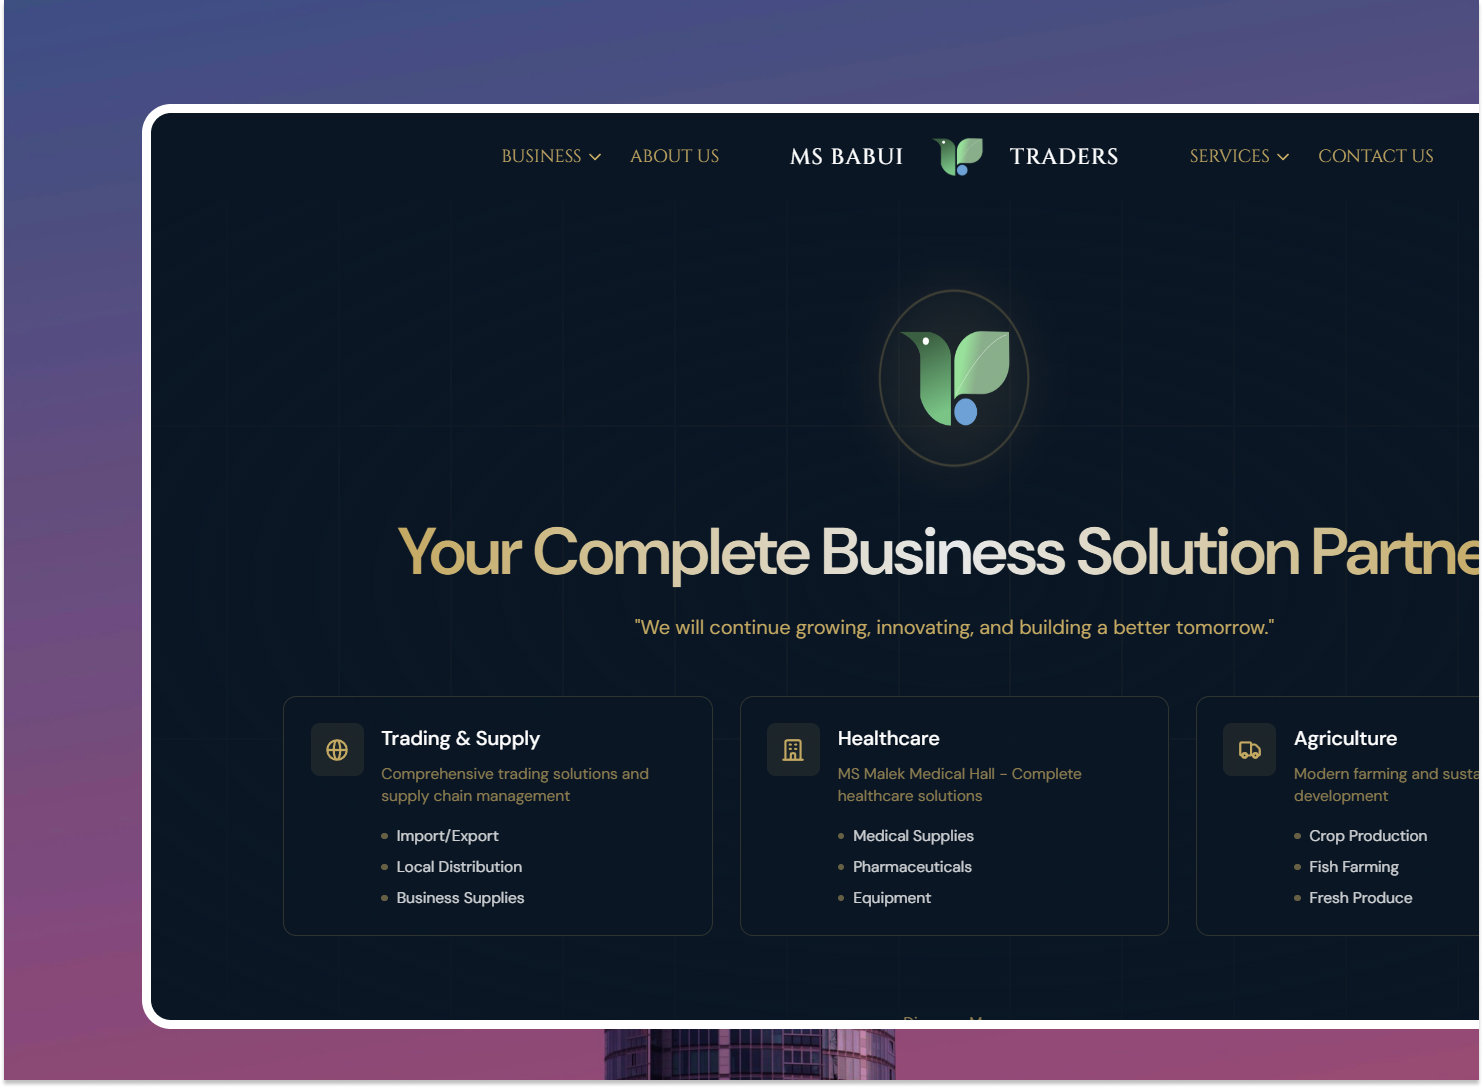 BUSINESS ABOUT US MS BABUI TRADERS SERVICES CONTACT US
Your Complete Business Solution
"We will continue growing, innovating, and building a better tomorrow."
Trading & Supply
Comprehensive trading solutions and
supply chain management
Import/Export
Local Distribution
Business Supplies
Healthcare
MS Malek Medical Hall - Complete
healthcare solutions
Medical Supplies
Pharmaceuticals
Equipment
Agriculture
Modern farming and
development
Crop Production
Fish Farming
Fresh Produce